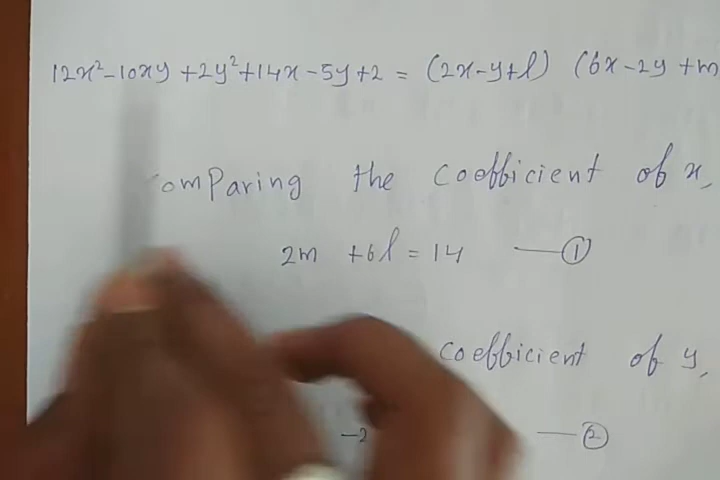 12x²-10xy+2y²+14x-5y+2 = (2x-y+l) (6x-2y+m
omParing the coefficient of x,
2m +6l = 14 —①
coefficient of y,
-2 —②